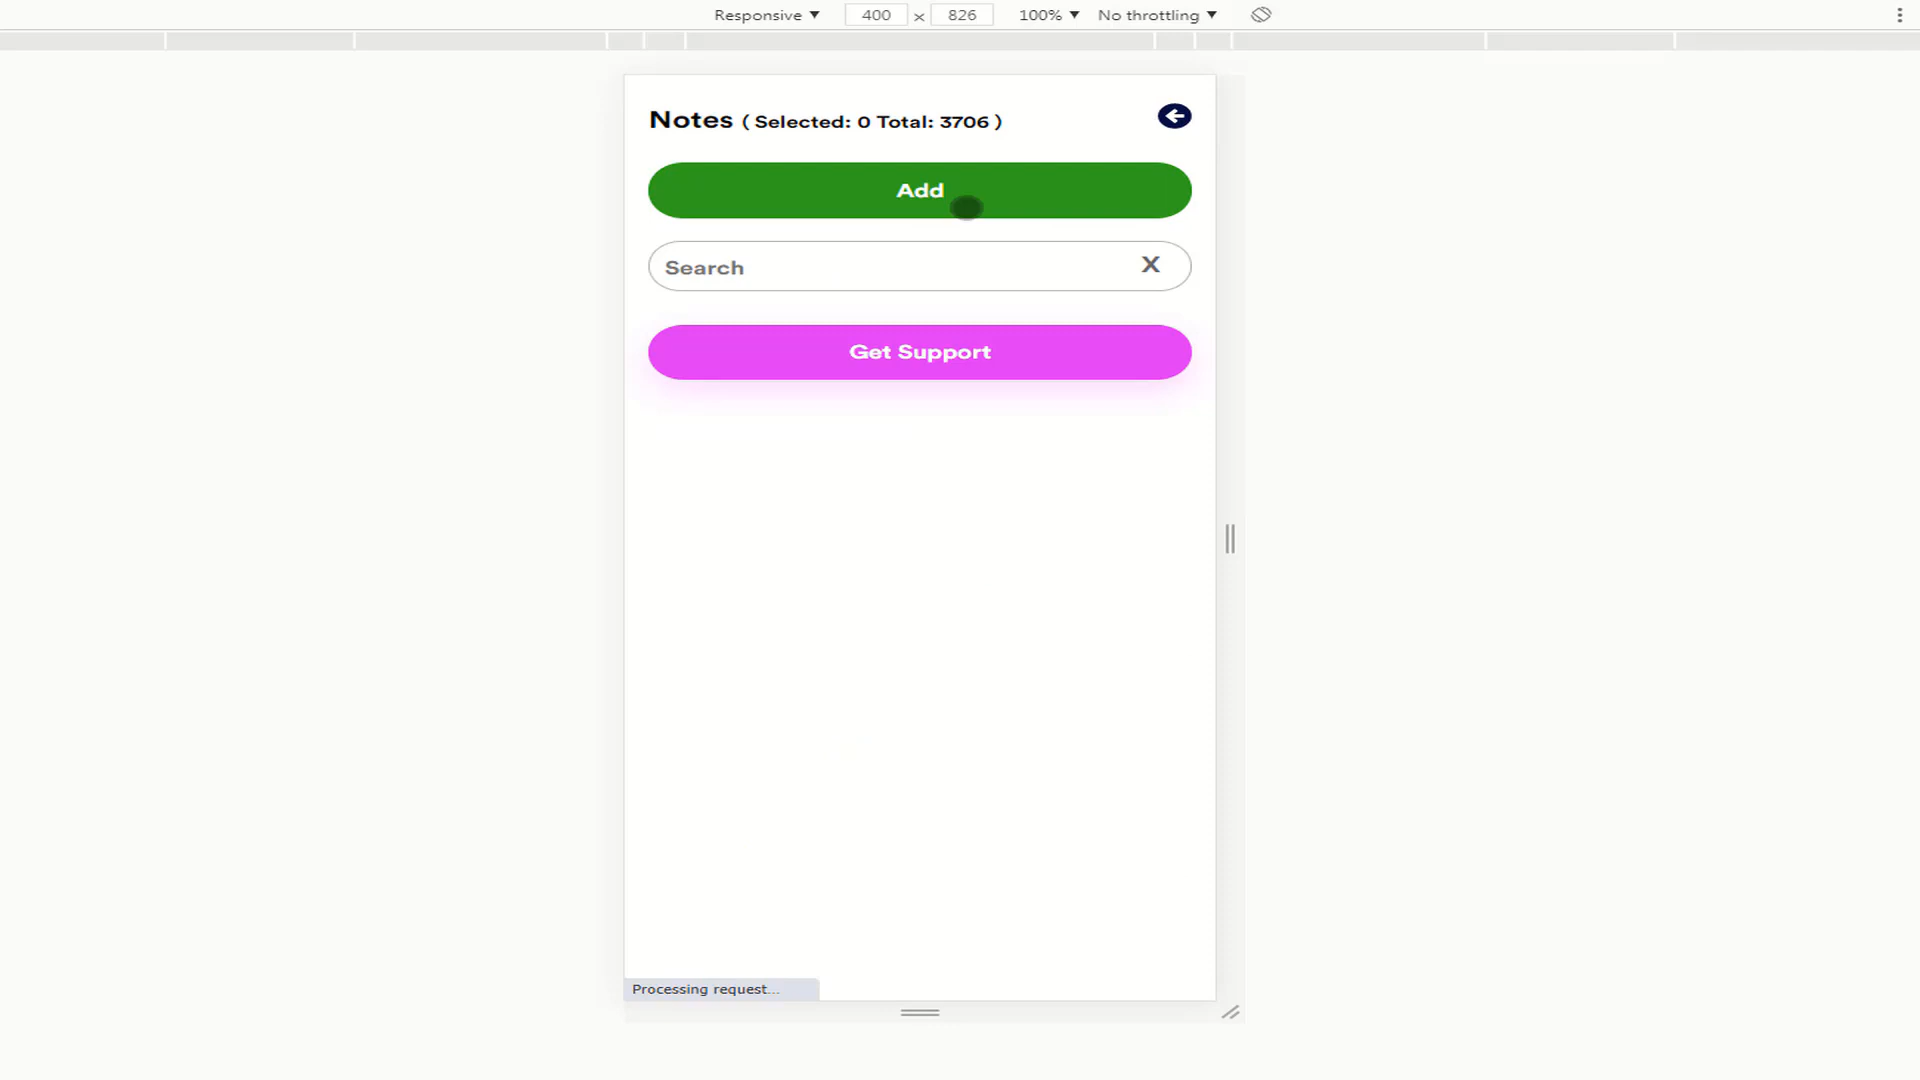 Responsive ▼ 400 x 826 100% ▼ No throttling ▼
Notes ( Selected: 0 Total: 3706 )
Add
Search X
Get Support
Processing request...